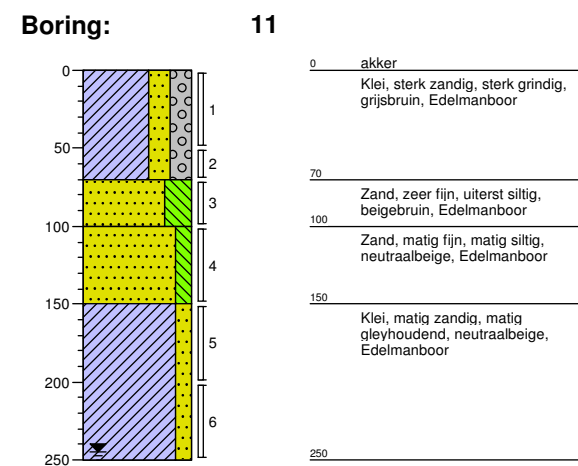 Boring: 11
0
50
100
150
200
250
1
2
3
4
5
6
0 akker
Klei, sterk zandig, sterk grindig,
grijsbruin, Edelmanboor
70
Zand, zeer fijn, uiterst siltig,
beigebruin, Edelmanboor
100
Zand, matig fijn, matig siltig,
neutraalbeige, Edelmanboor
150
Klei, matig zandig, matig
gleyhoudend, neutraalbeige,
Edelmanboor
250